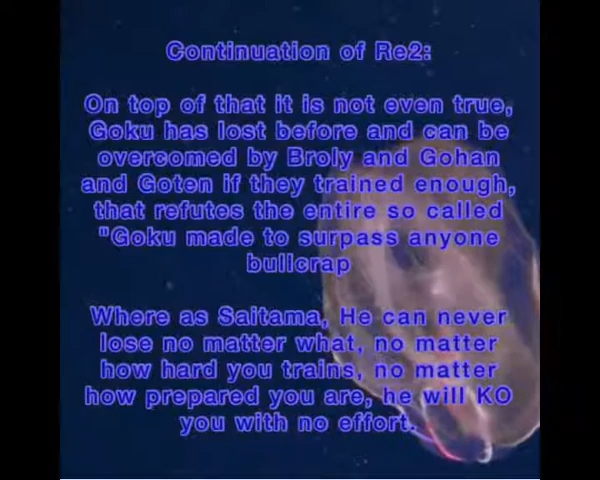 Continuation of Re2:
On top of that it is not even true,
Goku has lost before and can be
overcomed by Broly and Gohan
and Goten if they trained enough,
that refutes the entire so called
"Goku made to surpass anyone
bullcrap
Where as Saitama, He can never
lose no matter what, no matter
how hard you trains, no matter
how prepared you are, he will KO
you with no effort.